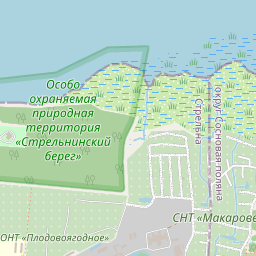 Особо
охраняемая
природная
территория
«Стрельнинский
берег»
Стрельна
округ Сосновая поляна
СНТ «Макарове
ОНТ «Плодовоягодное»